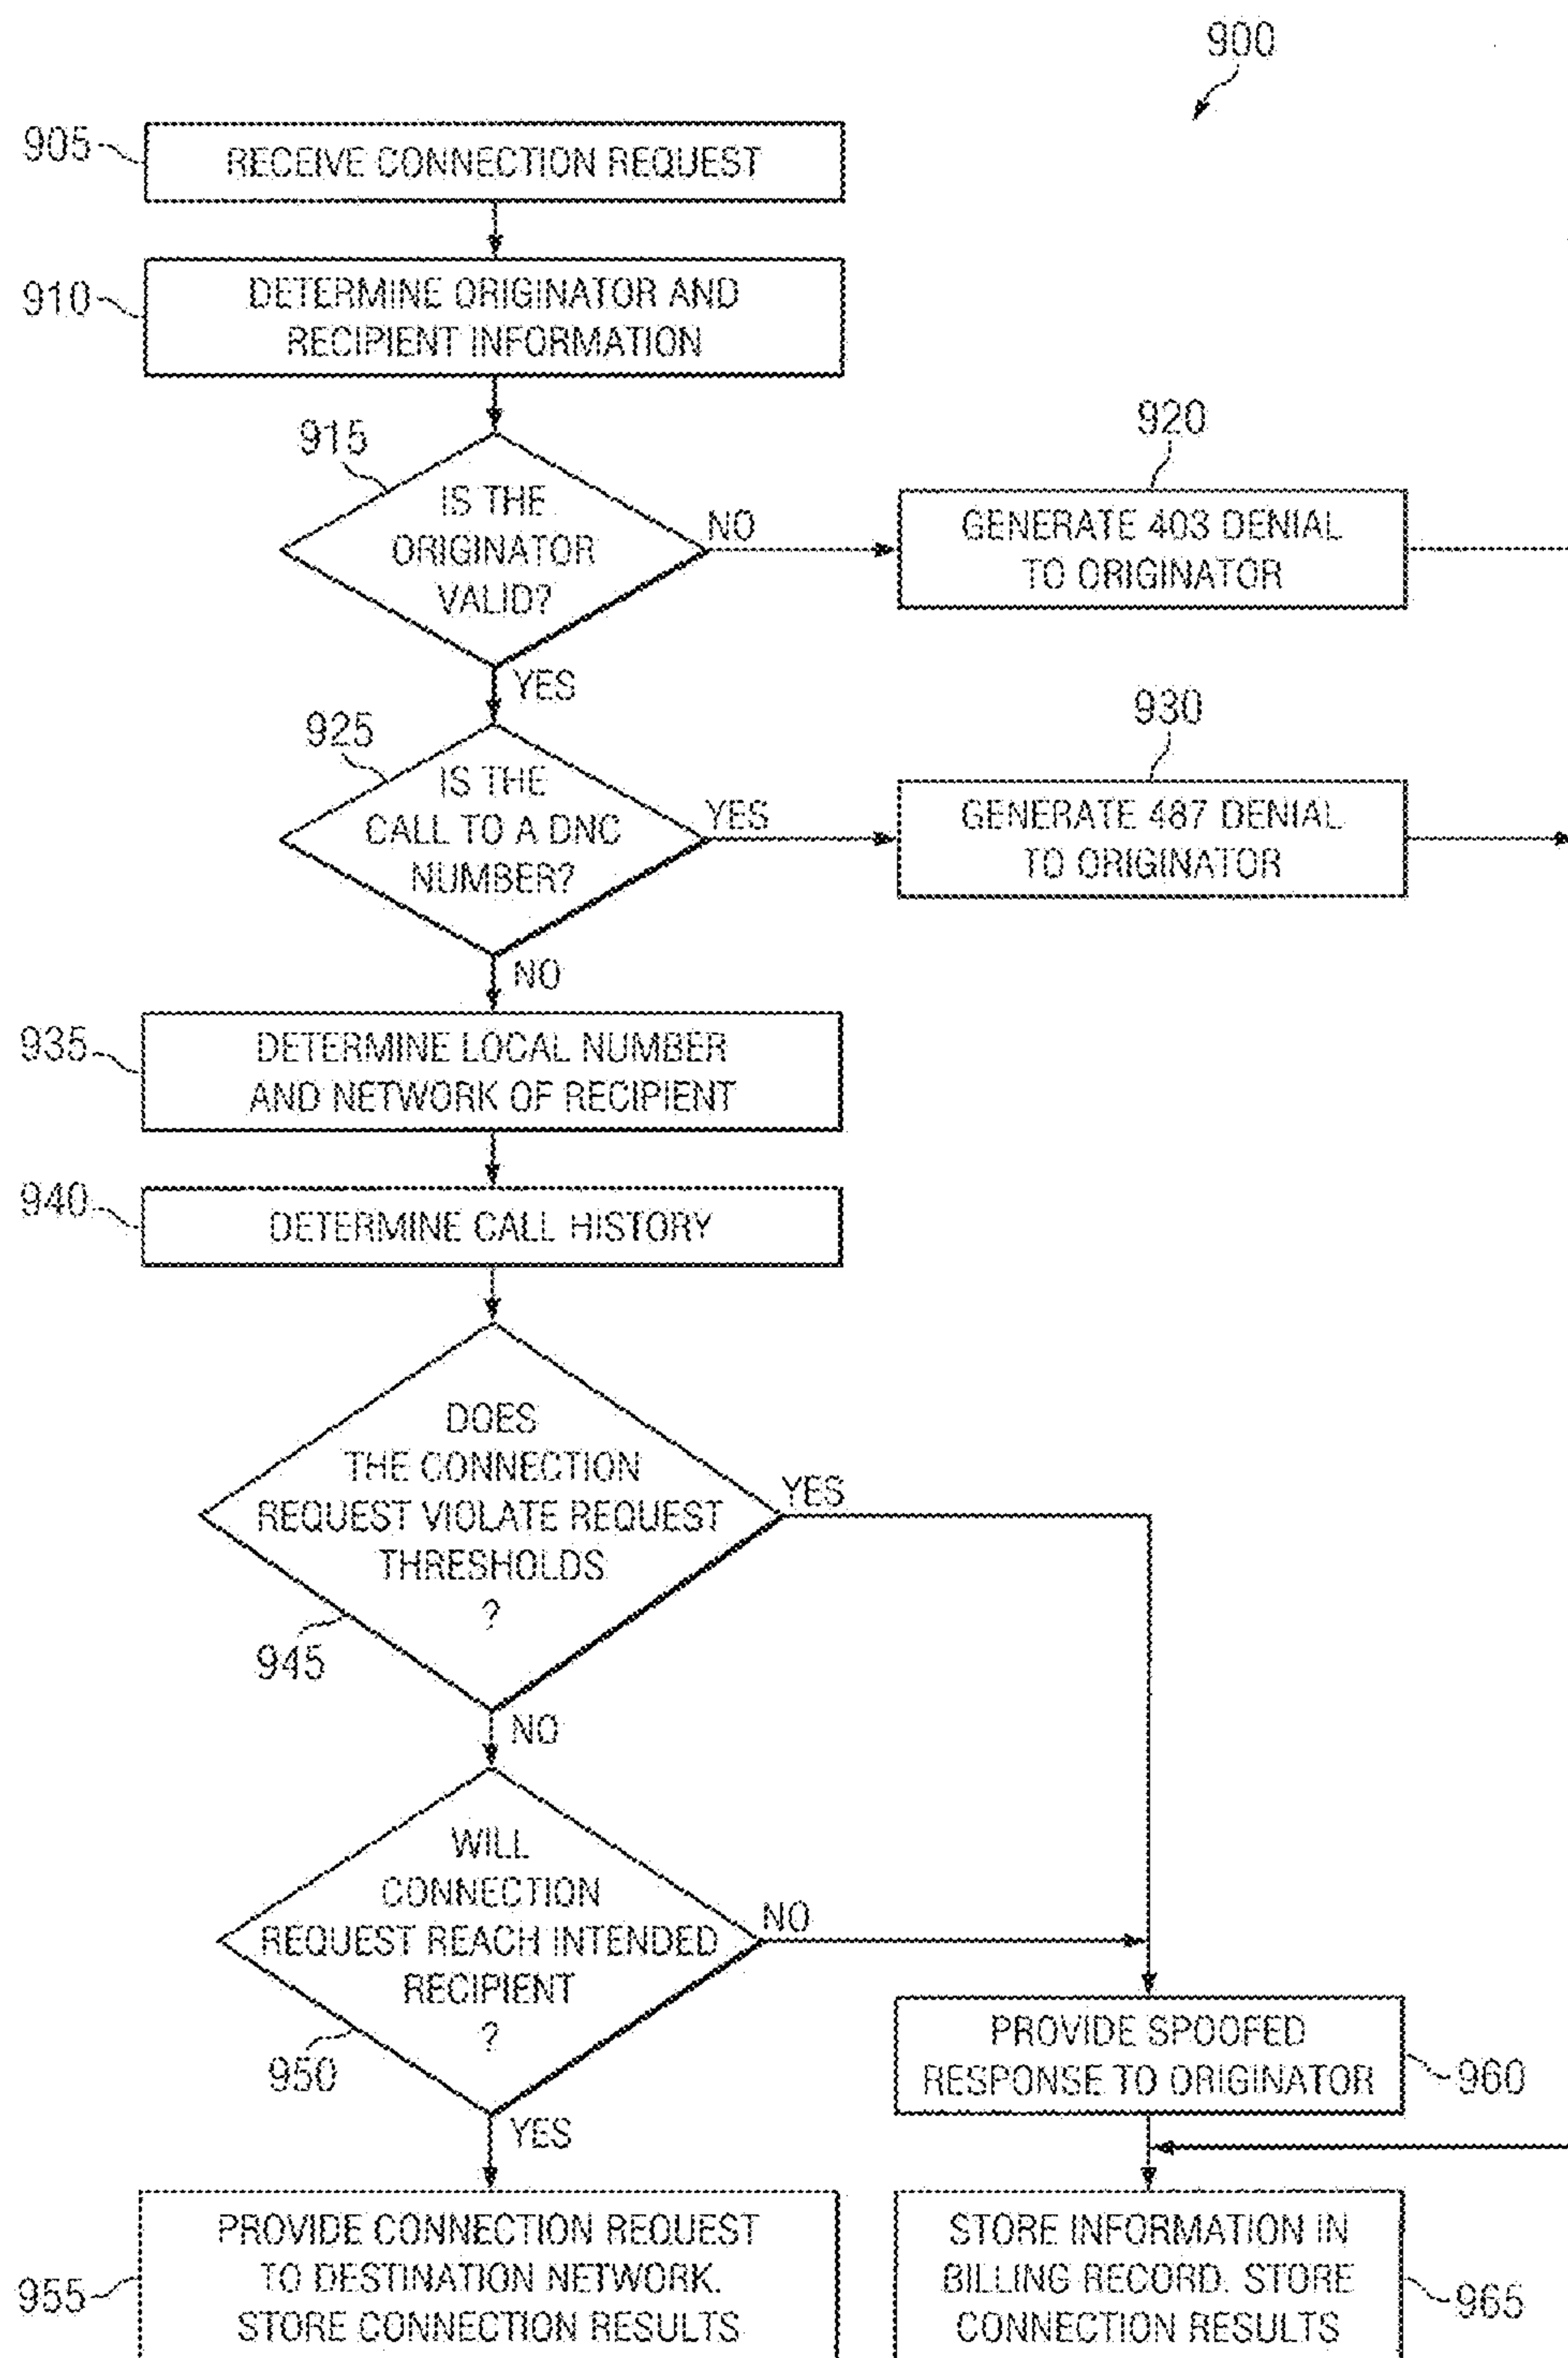 900
905
RECEIVE CONNECTION REQUEST
910
DETERMINE ORIGINATOR AND
RECIPIENT INFORMATION
915
IS THE
ORIGINATOR
VALID?
NO
920
GENERATE 403 DENIAL
TO ORIGINATOR
YES
925
IS THE
CALL TO A DNC
NUMBER?
YES
930
GENERATE 487 DENIAL
TO ORIGINATOR
NO
935
DETERMINE LOCAL NUMBER
AND NETWORK OF RECIPIENT
940
DETERMINE CALL HISTORY
DOES
THE CONNECTION
REQUEST VIOLATE REQUEST
THRESHOLDS
?
945
YES
NO
WILL
CONNECTION
REQUEST REACH INTENDED
RECIPIENT
?
950
NO
YES
PROVIDE SPOOFED
RESPONSE TO ORIGINATOR
960
955
PROVIDE CONNECTION REQUEST
TO DESTINATION NETWORK.
STORE CONNECTION RESULTS
STORE INFORMATION IN
BILLING RECORD. STORE
CONNECTION RESULTS
965